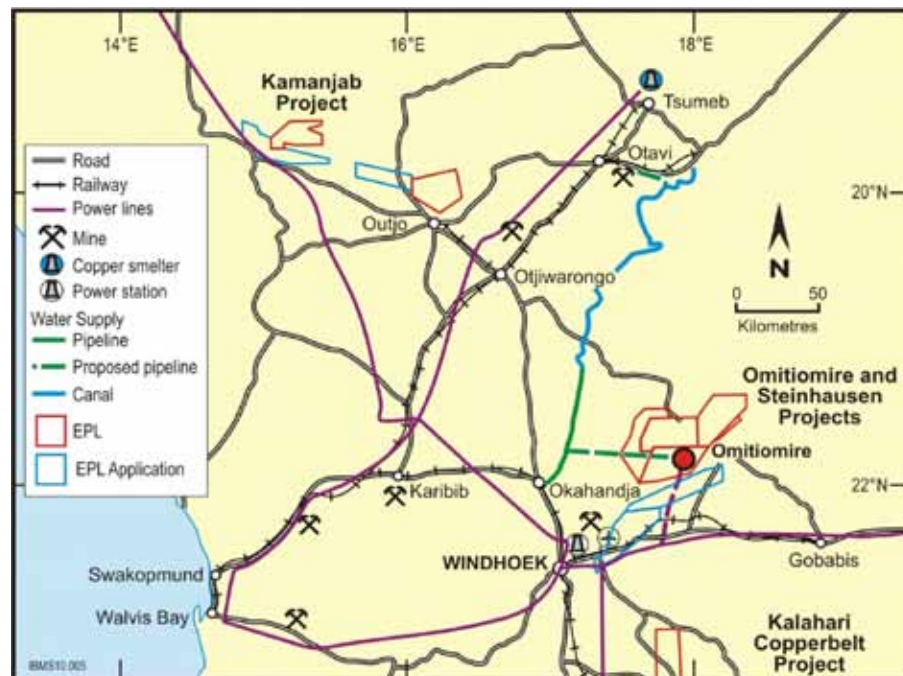 14°E
16°E
18°E
Kamanjab
Project
Tsumeb
Otavi
Road
Railway
Power lines
Mine
Copper smelter
Power station
Water Supply
Pipeline
Proposed pipeline
Canal
EPL
EPL Application
20°N
Outjo
Otjiwarongo
N
0 50
Kilometres
Omitiomire and
Steinhausen
Projects
Omitiomire
22°N
Karibib
Okahandja
WINDHOEK
Gobabis
Swakopmund
Walvis Bay
Kalahari
Copperbelt
Project
IBMS10.005